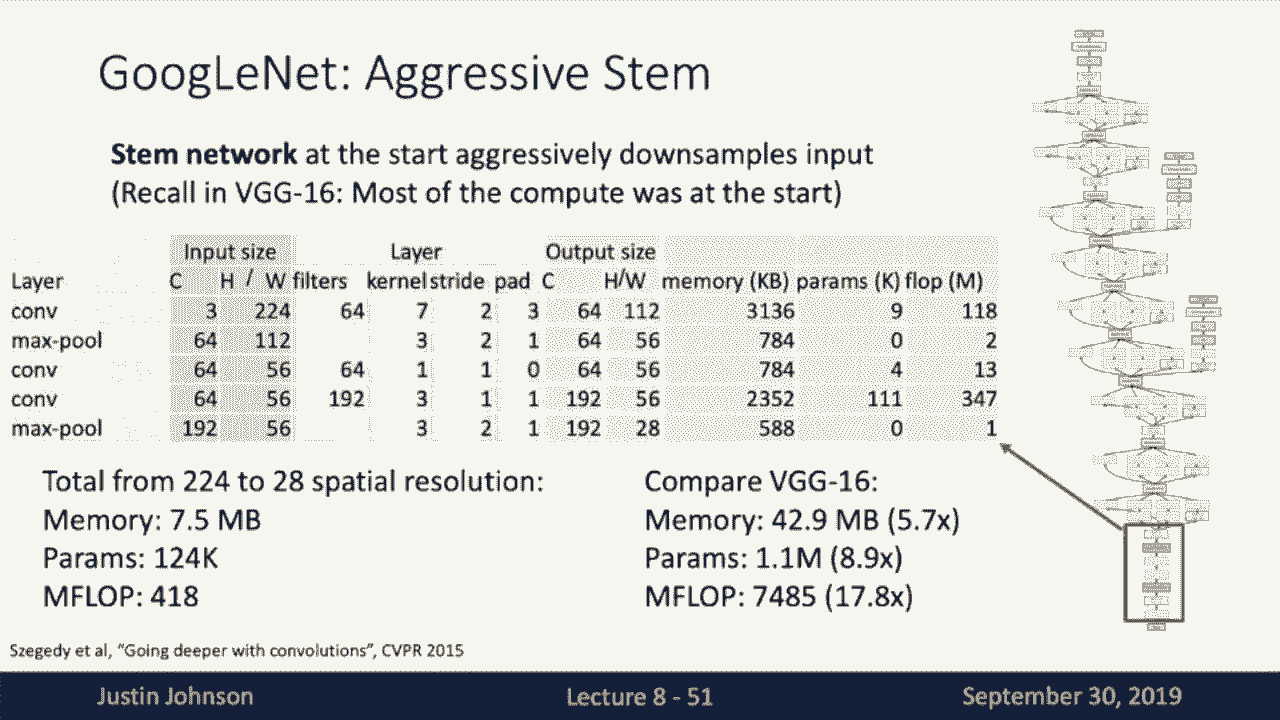 GoogLeNet: Aggressive Stem
Stem network at the start aggressively downsamples input
(Recall in VGG-16: Most of the compute was at the start)
Input size Layer Output size
Layer C H / W filters kernel stride pad C H/W memory (KB) params (K) flop (M)
conv 3 224 64 7 2 3 64 112 3136 9 118
max-pool 64 112 3 2 1 64 56 784 0 2
conv 64 56 64 1 1 0 64 56 784 4 13
conv 64 56 192 3 1 1 192 56 2352 111 347
max-pool 192 56 3 2 1 192 28 588 0 1
Total from 224 to 28 spatial resolution:
Memory: 7.5 MB
Params: 124K
MFLOP: 418
Compare VGG-16:
Memory: 42.9 MB (5.7x)
Params: 1.1M (8.9x)
MFLOP: 7485 (17.8x)
Szegedy et al, "Going deeper with convolutions", CVPR 2015
Justin Johnson Lecture 8 - 51 September 30, 2019